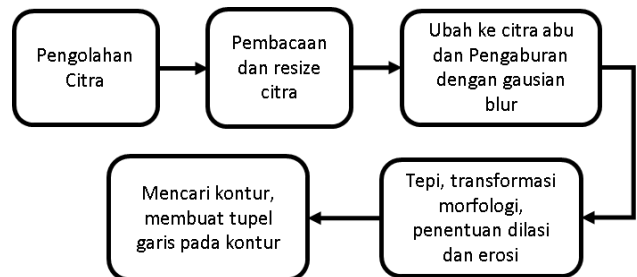 Pengolahan
Citra
Pembacaan
dan resize
citra
Ubah ke citra abu
dan Pengaburan
dengan gausian
blur
Tepi, transformasi
morfologi,
penentuan dilasi
dan erosi
Mencari kontur,
membuat tupel
garis pada kontur